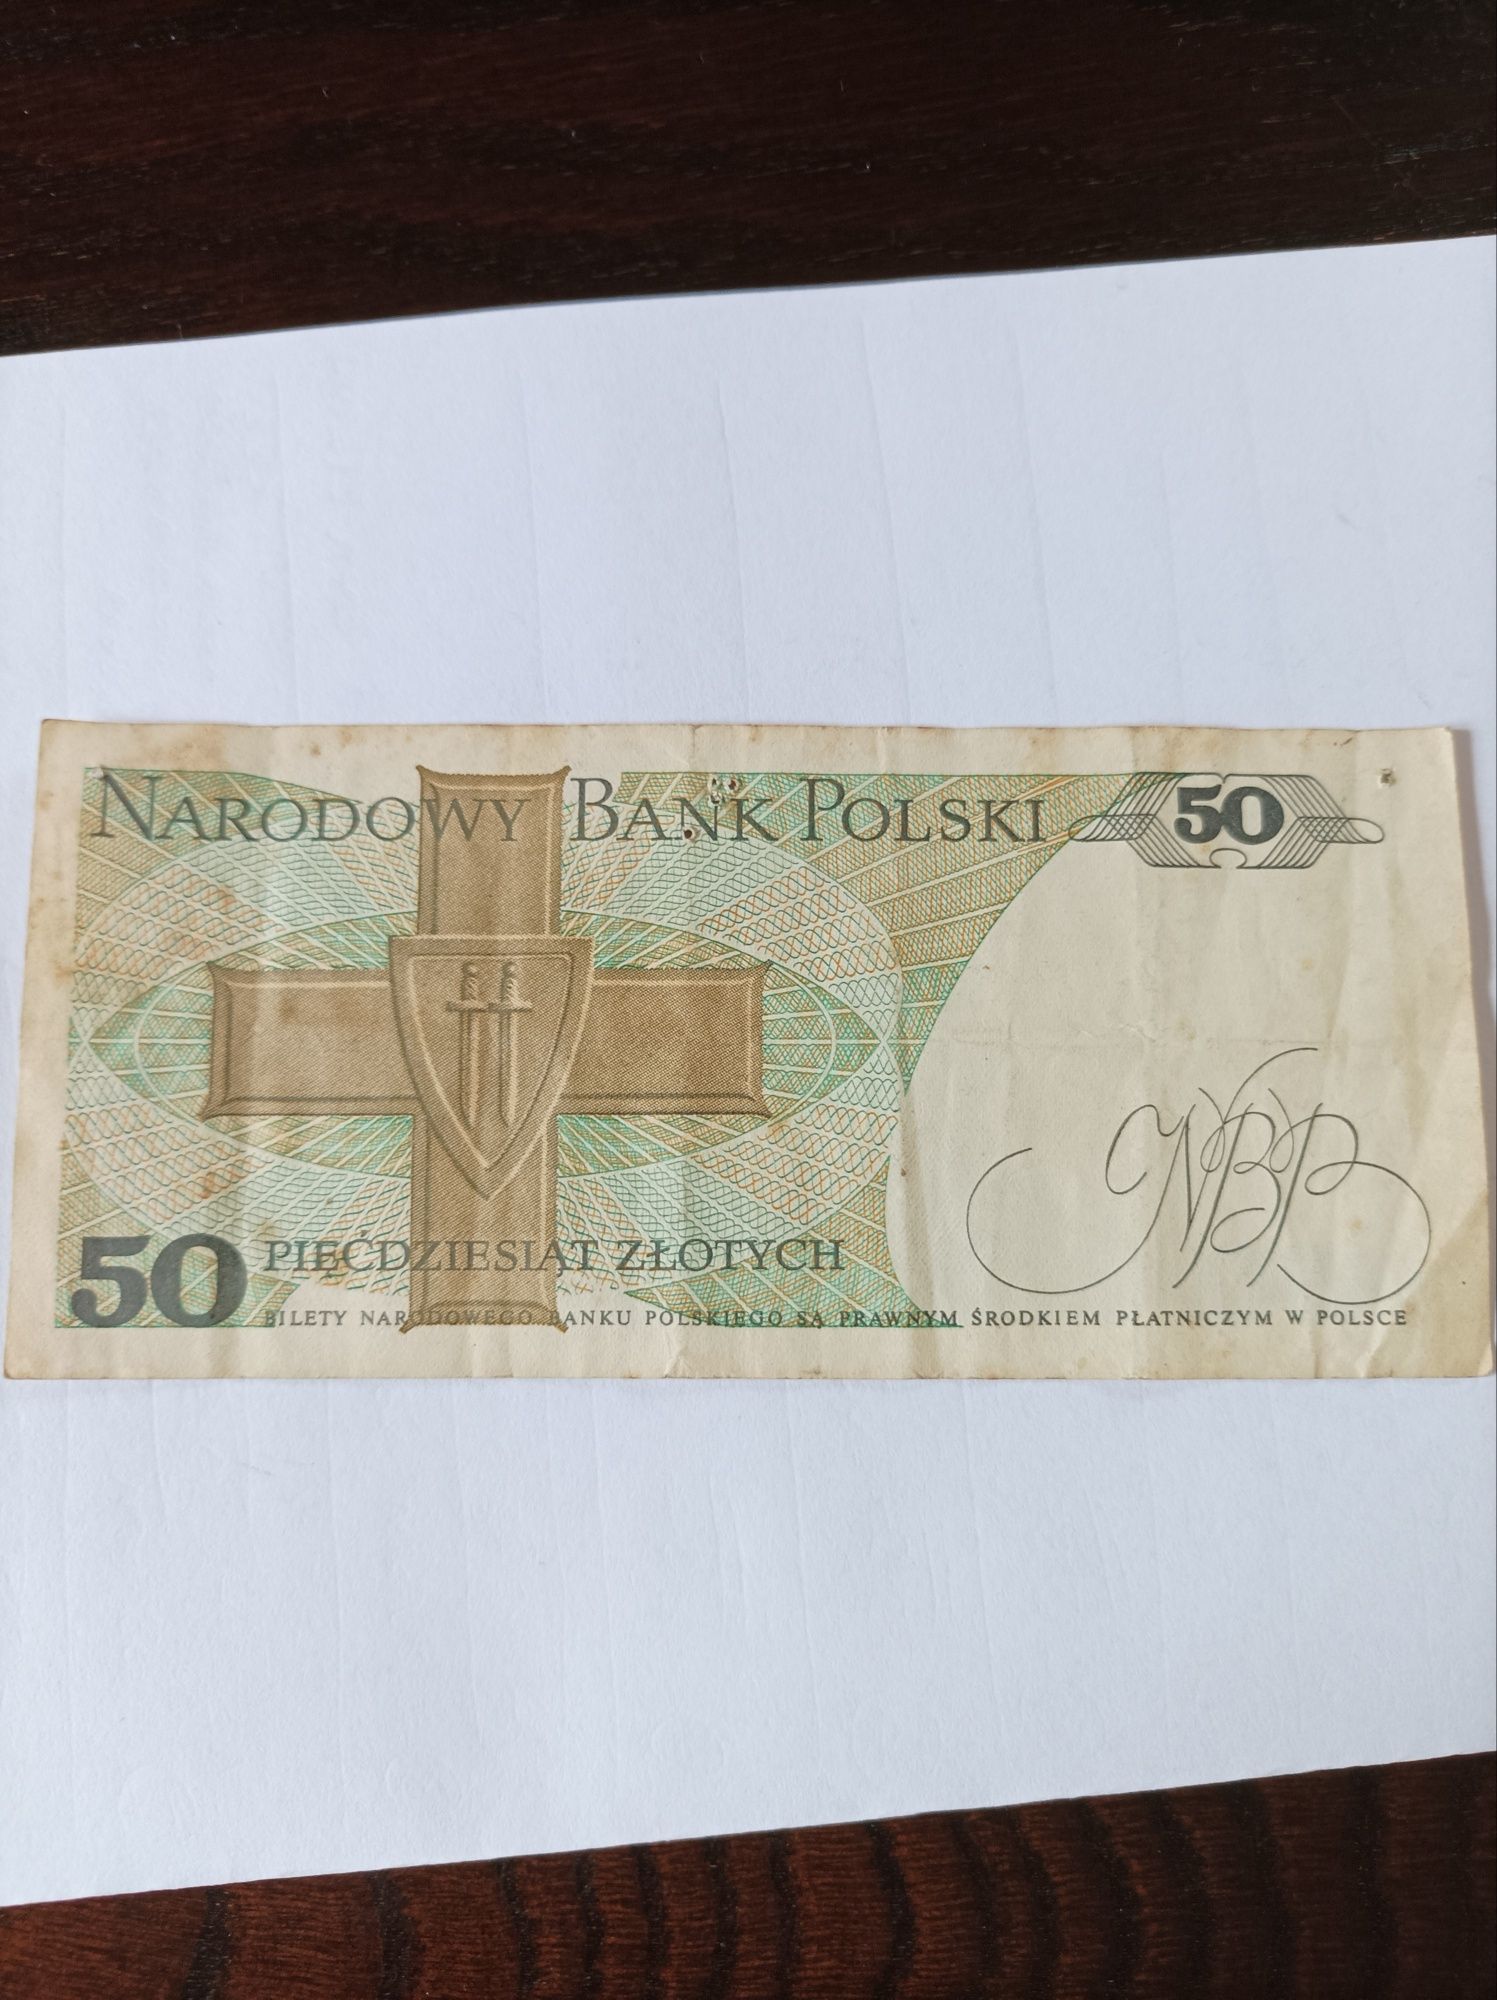 NARODOWY BANK POLSKI 50
NBP
50 PIĘĆDZIESIĄT ZŁOTYCH
BILETY NARODOWEGO BANKU POLSKIEGO SĄ PRAWNYM ŚRODKIEM PŁATNICZYM W POLSCE